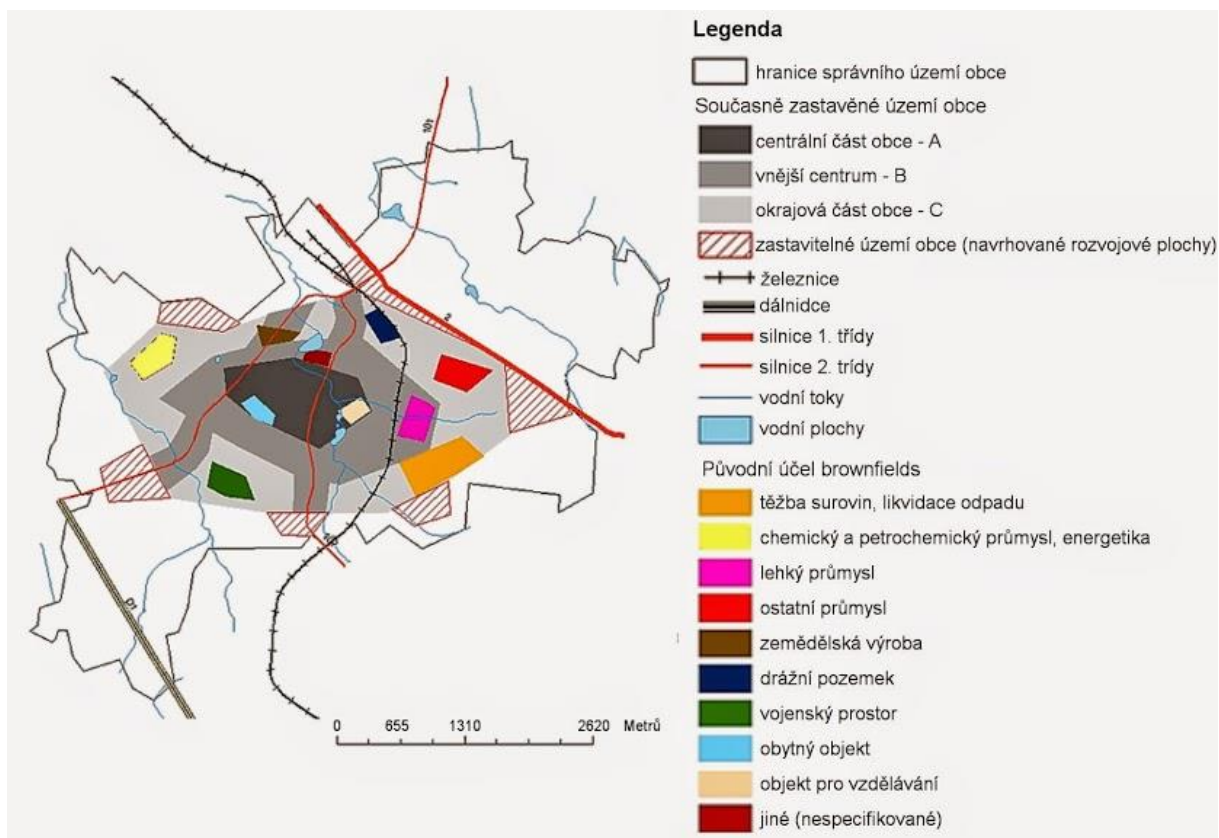 Legenda
hranice správního území obce
Současně zastavěné území obce
centrální část obce - A
vnější centrum - B
okrajová část obce - C
zastavitelné území obce (navrhované rozvojové plochy)
železnice
dálnidce
silnice 1. třídy
silnice 2. třídy
vodní toky
vodní plochy
Původní účel brownfields
těžba surovin, likvidace odpadu
chemický a petrochemický průmysl, energetika
lehký průmysl
ostatní průmysl
zemědělská výroba
drážní pozemek
vojenský prostor
obytný objekt
objekt pro vzdělávání
jiné (nespecifikované)
101
2
D1
0 655 1310 2620 Metrů